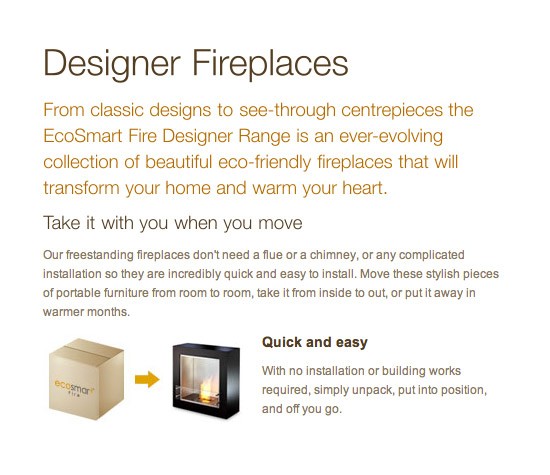 Designer Fireplaces
From classic designs to see-through centrepieces the
EcoSmart Fire Designer Range is an ever-evolving
collection of beautiful eco-friendly fireplaces that will
transform your home and warm your heart.
Take it with you when you move
Our freestanding fireplaces don't need a flue or a chimney, or any complicated
installation so they are incredibly quick and easy to install. Move these stylish pieces
of portable furniture from room to room, take it from inside to out, or put it away in
warmer months.
ecosmart
fire
Quick and easy
With no installation or building works
required, simply unpack, put into position,
and off you go.